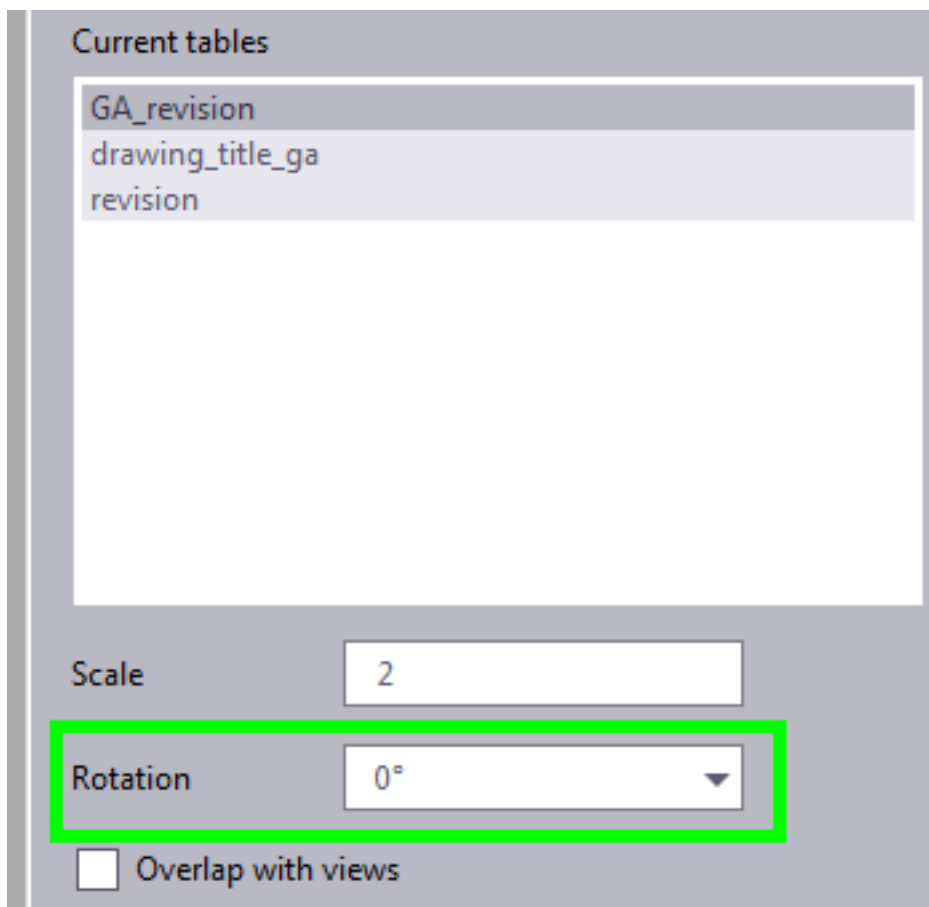 Current tables
GA_revision
drawing_title_ga
revision
Scale 2
Rotation 0°
Overlap with views